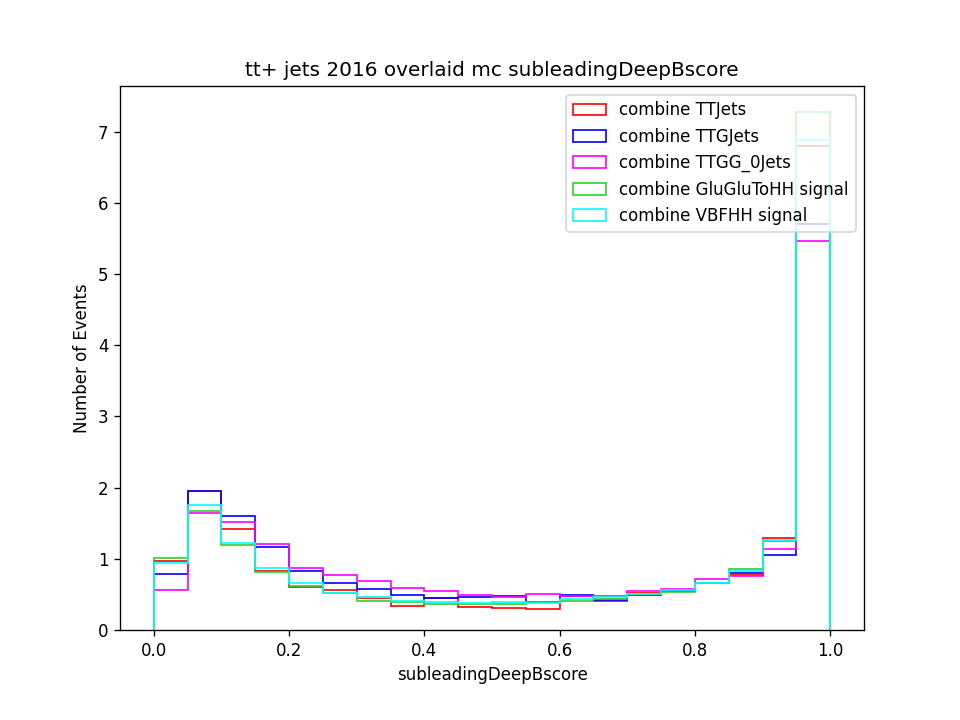 tt+ jets 2016 overlaid mc subleadingDeepBscore
combine TTJets
combine TTGJets
combine TTGG_0Jets
combine GluGluToHH signal
combine VBFHH signal
7
6
5
4
3
2
1
0
Number of Events
0.0 0.2 0.4 0.6 0.8 1.0
subleadingDeepBscore